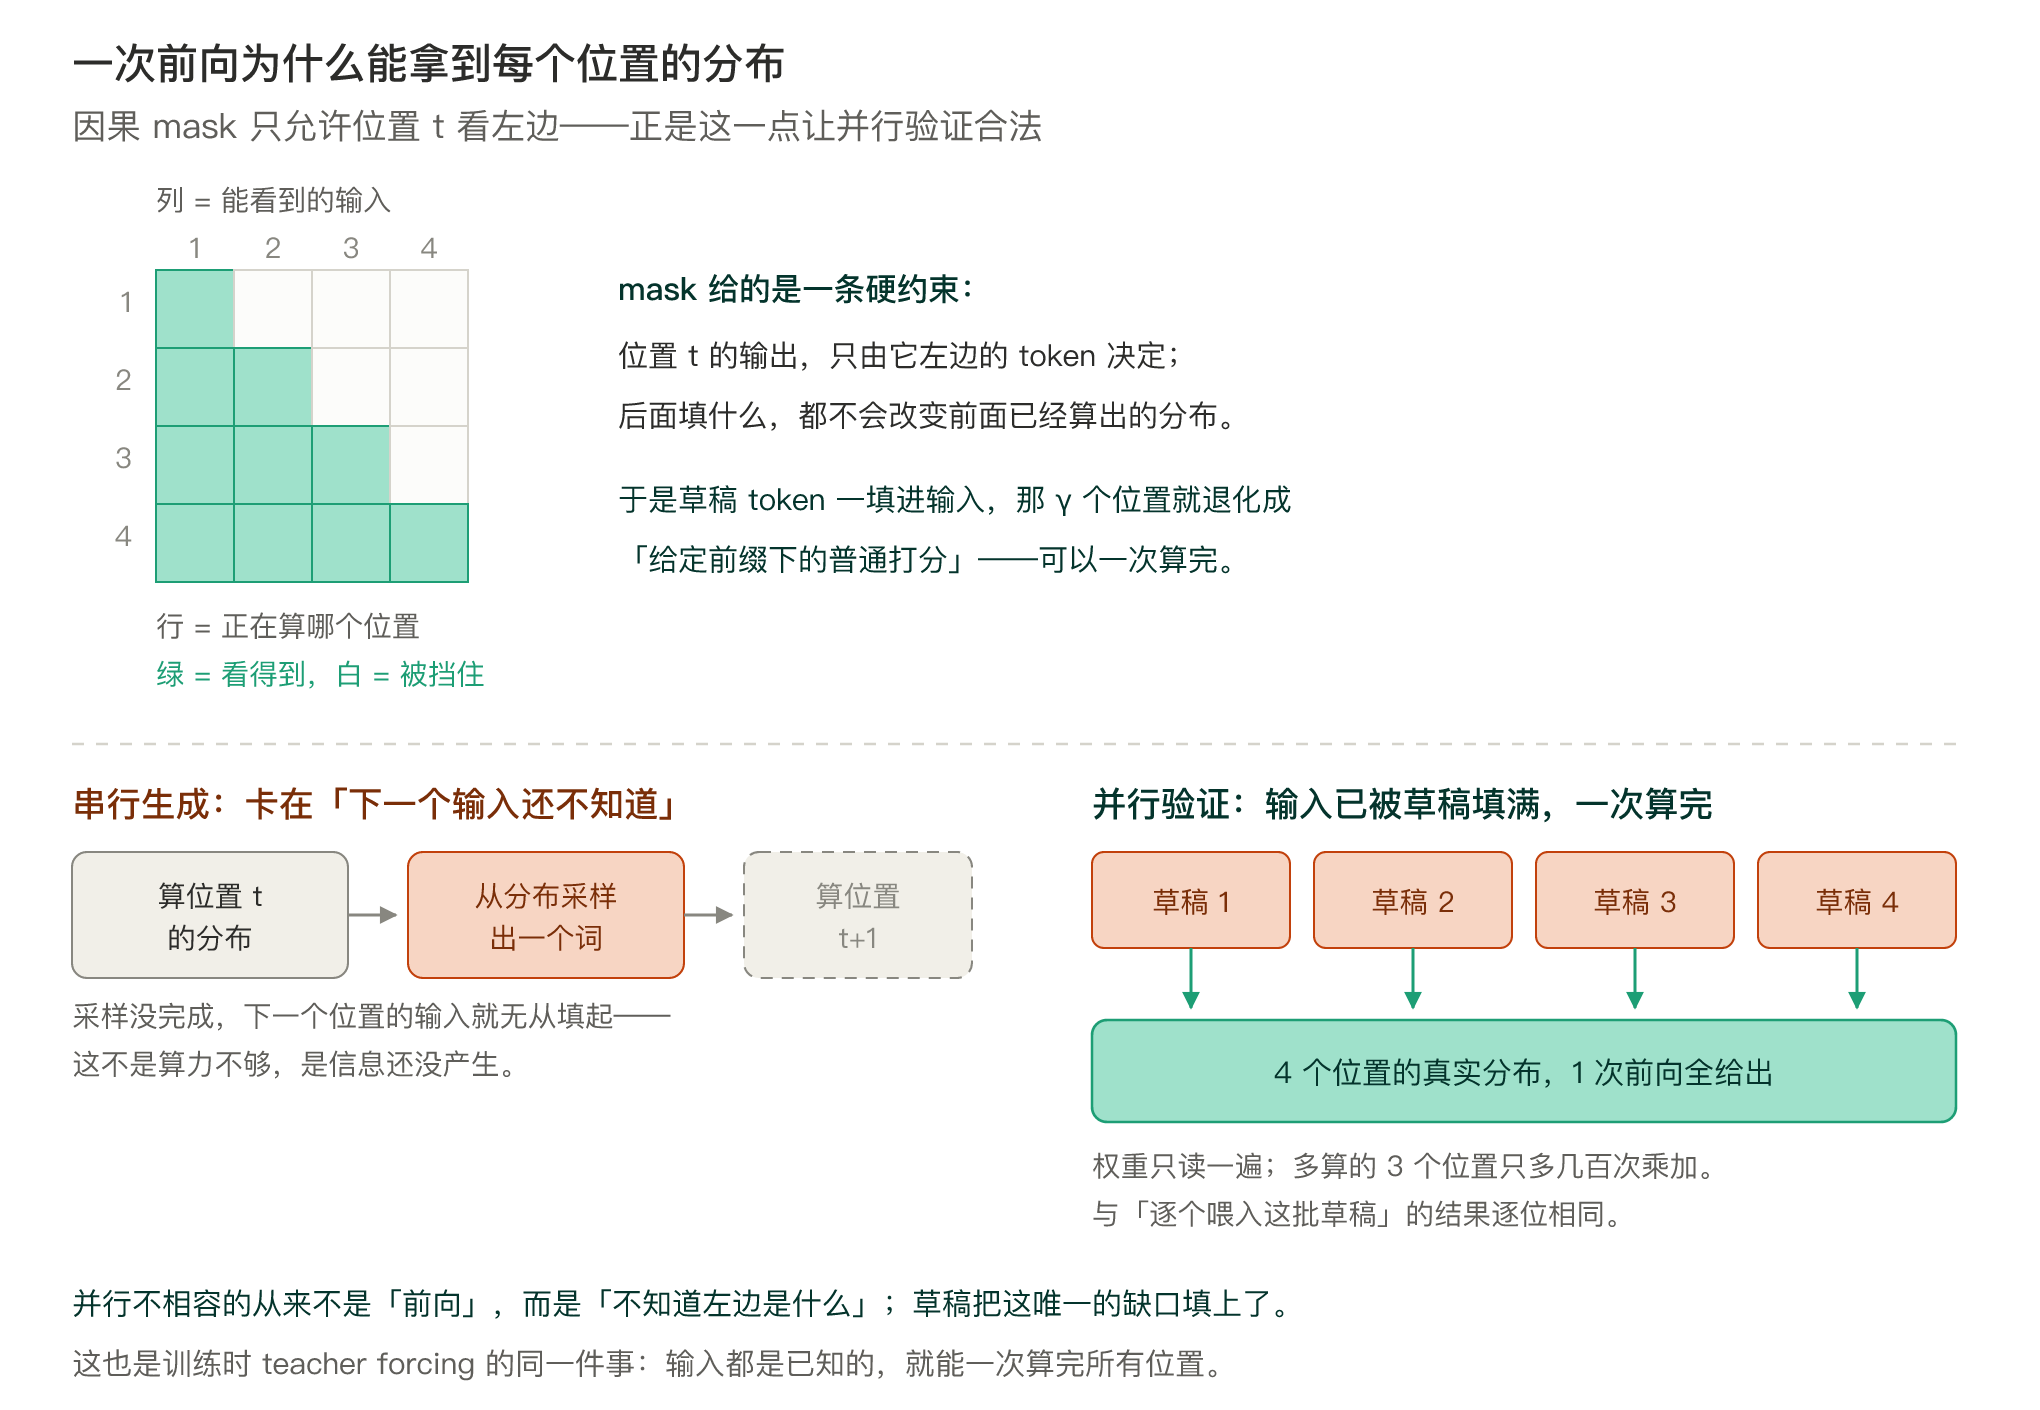 一次前向为什么能拿到每个位置的分布
因果 mask 只允许位置 t 看左边——正是这一点让并行验证合法
列 = 能看到的输入
1 2 3 4
1
2
3
4
行 = 正在算哪个位置
绿 = 看得到，白 = 被挡住
mask 给的是一条硬约束：
位置 t 的输出，只由它左边的 token 决定；
后面填什么，都不会改变前面已经算出的分布。
于是草稿 token 一填进输入，那 γ 个位置就退化成
「给定前缀下的普通打分」——可以一次算完。
串行生成：卡在「下一个输入还不知道」
算位置 t
的分布
从分布采样
出一个词
算位置
t+1
采样没完成，下一个位置的输入就无从填起——
这不是算力不够，是信息还没产生。
并行验证：输入已被草稿填满，一次算完
草稿 1
草稿 2
草稿 3
草稿 4
4 个位置的真实分布，1 次前向全给出
权重只读一遍；多算的 3 个位置只多几百次乘加。
与「逐个喂入这批草稿」的结果逐位相同。
并行不相容的从来不是「前向」，而是「不知道左边是什么」；草稿把这唯一的缺口填上了。
这也是训练时 teacher forcing 的同一件事：输入都是已知的，就能一次算完所有位置。